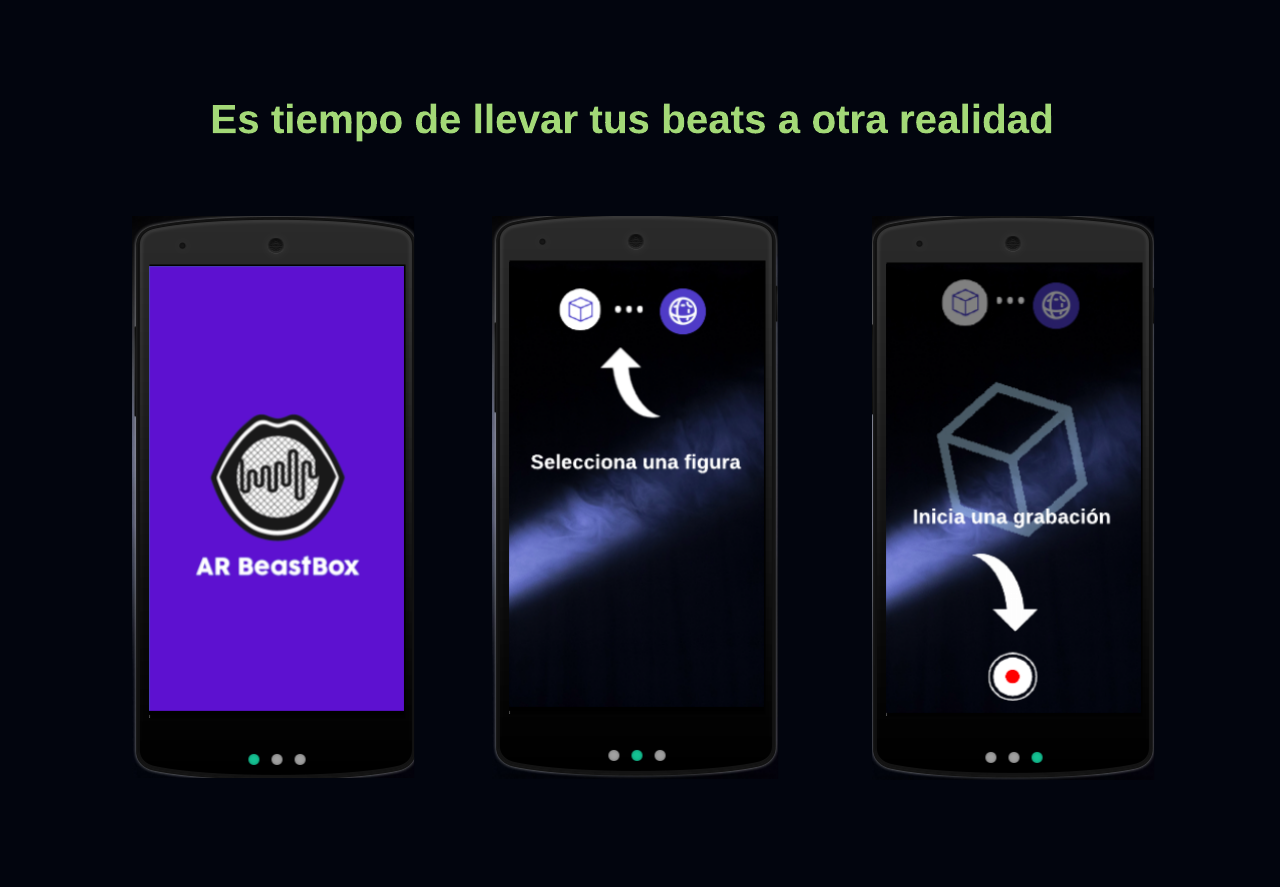 Es tiempo de llevar tus beats a otra realidad
AR BeastBox
Selecciona una figura
Inicia una grabación